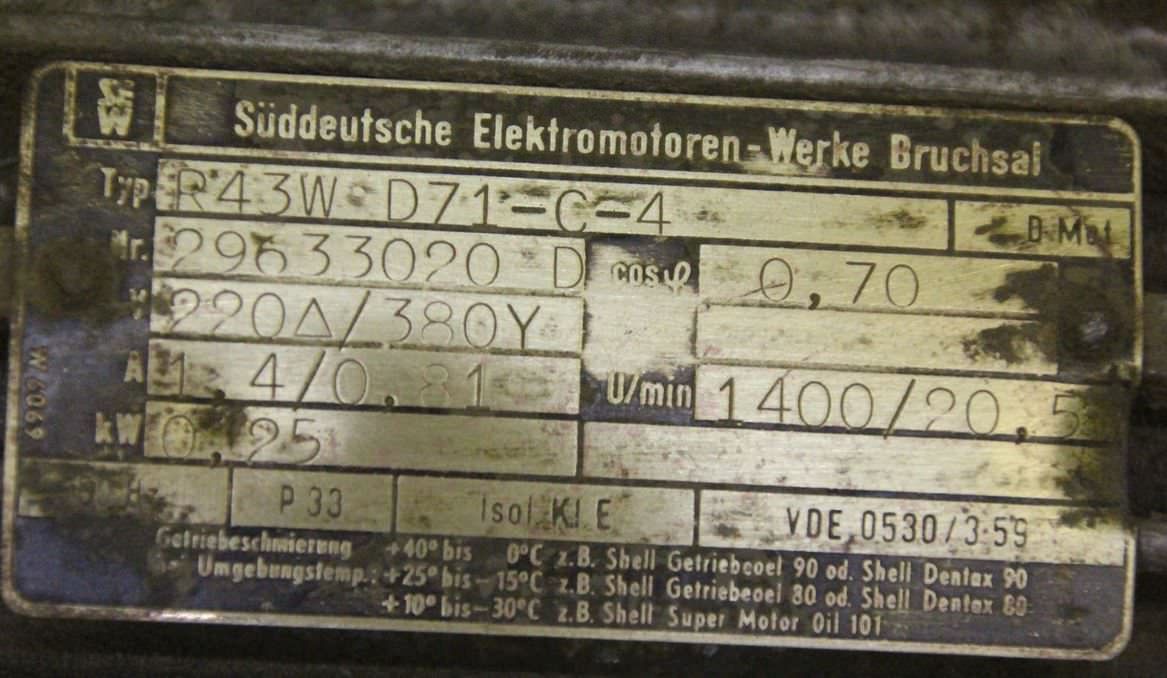 SEW
Süddeutsche Elektromotoren-Werke Bruchsal
Typ R43W D71-C-4 D-Mot
Nr. 29633020 D cosφ 0,70
V 220Δ/380Y
A 1,4/0,81 U/min 1400/20,5
kW 0,25
P 33 Isol. Kl. E VDE 0530/3·59
Getriebeschmierung +40° bis 0°C z.B. Shell Getriebeoel 90 od. Shell Dentax 90
Umgebungstemp.: +25° bis -15°C z.B. Shell Getriebeoel 80 od. Shell Dentax 80
+10° bis -30°C z.B. Shell Super Motor Oil 101